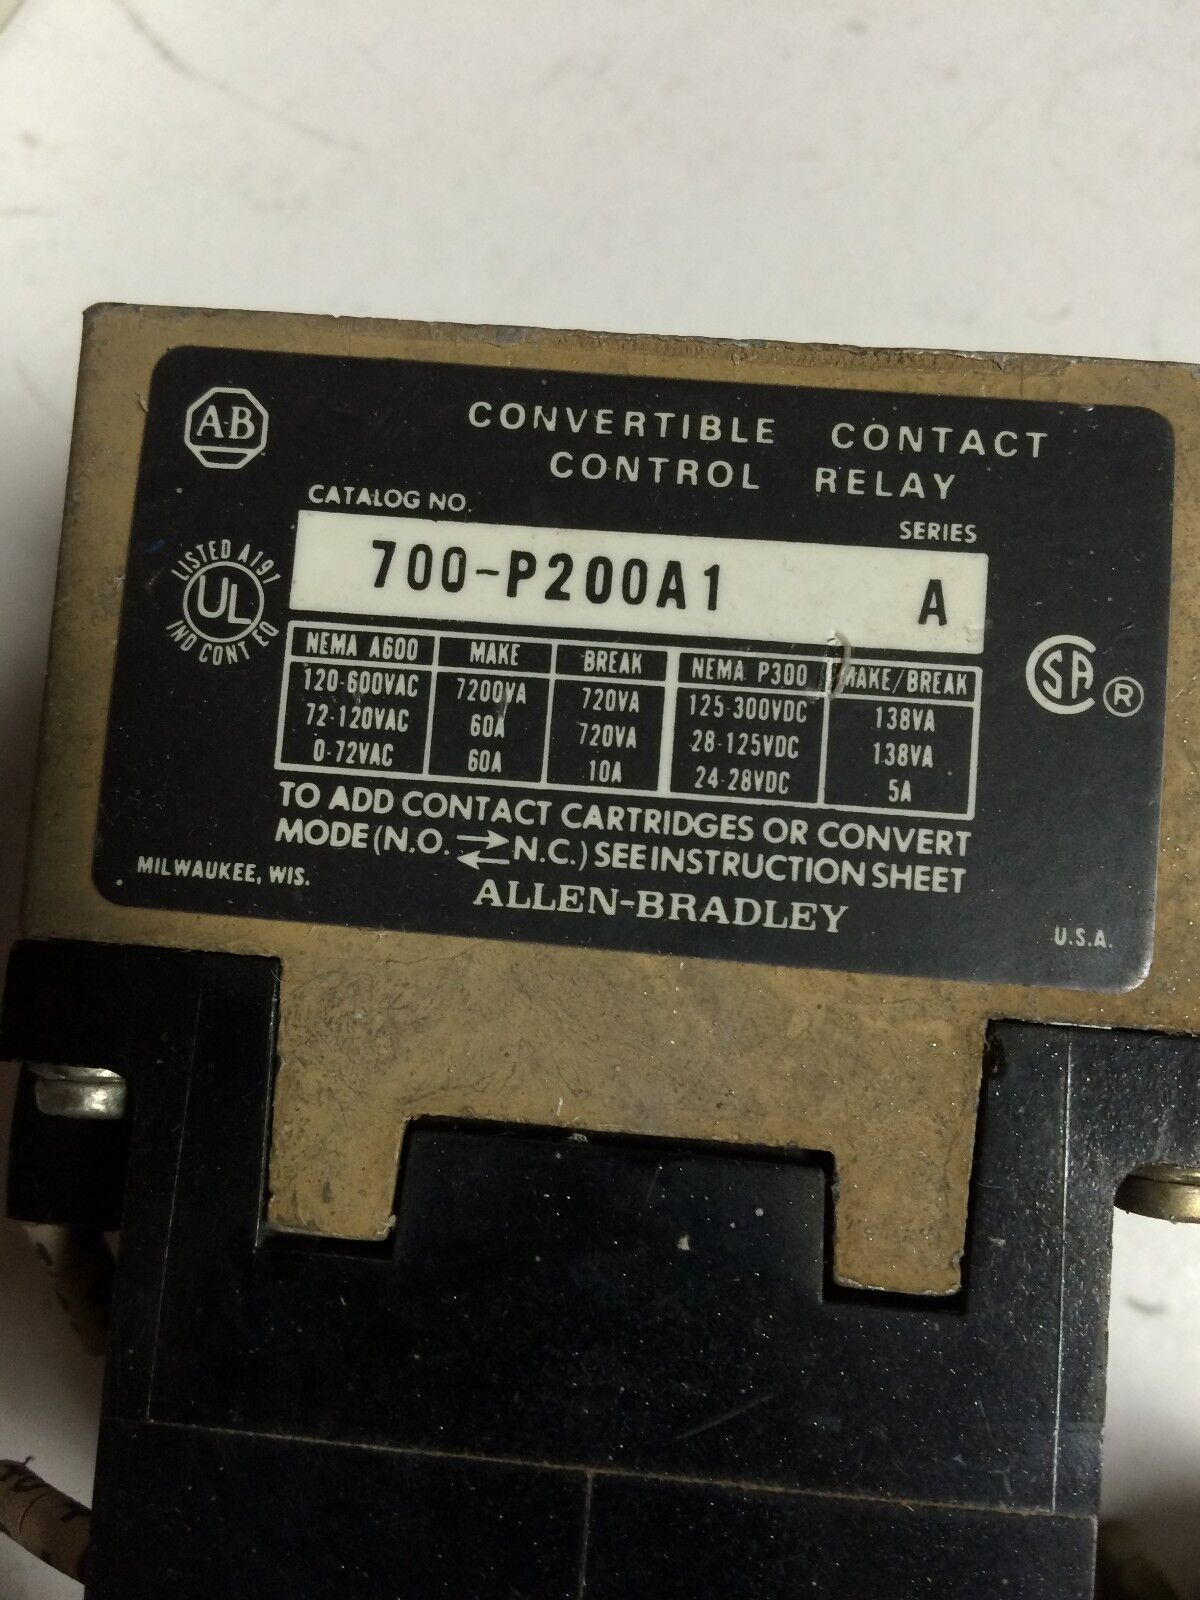 A-B
CONVERTIBLE CONTACT
CONTROL RELAY
CATALOG NO.
SERIES
700-P200A1 A
LISTED A197
UL
IND CONT EQ
NEMA A600 MAKE BREAK NEMA P300 MAKE/BREAK
120-600VAC 7200VA 720VA 125-300VDC 138VA
72-120VAC 60A 720VA 28-125VDC 138VA
0-72VAC 60A 10A 24-28VDC 5A
SA ®
TO ADD CONTACT CARTRIDGES OR CONVERT
MODE (N.O. ⇄ N.C.) SEE INSTRUCTION SHEET
MILWAUKEE, WIS.
ALLEN-BRADLEY
U.S.A.